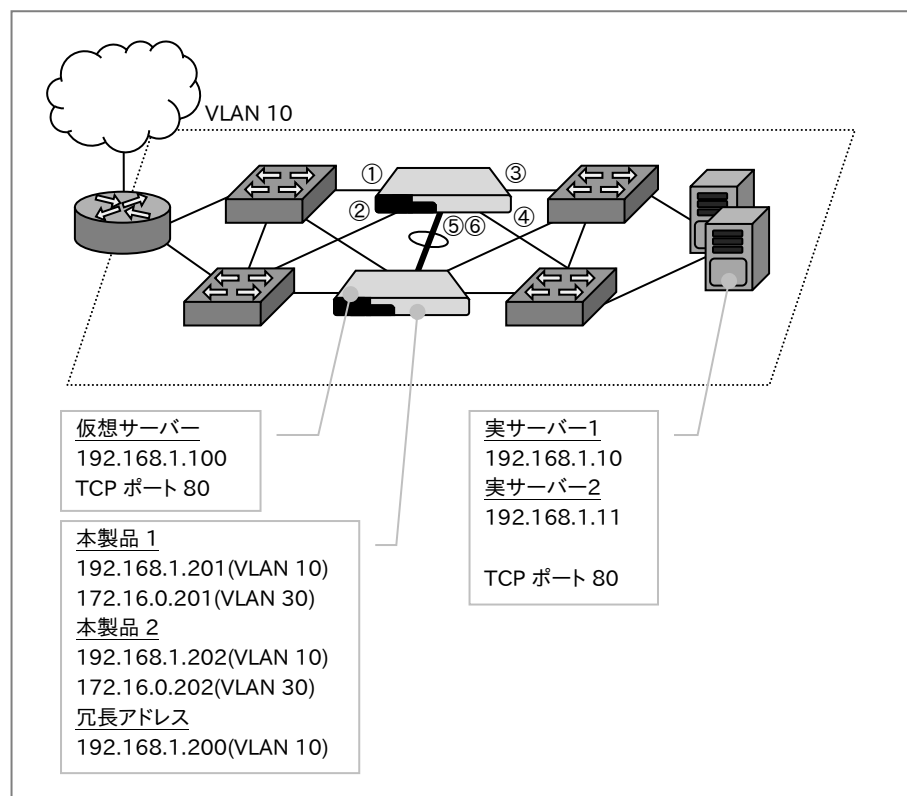 VLAN 10
①
③
②
④
⑤⑥
仮想サーバー
192.168.1.100
TCP ポート 80
本製品 1
192.168.1.201(VLAN 10)
172.16.0.201(VLAN 30)
本製品 2
192.168.1.202(VLAN 10)
172.16.0.202(VLAN 30)
冗長アドレス
192.168.1.200(VLAN 10)
実サーバー1
192.168.1.10
実サーバー2
192.168.1.11
TCP ポート 80